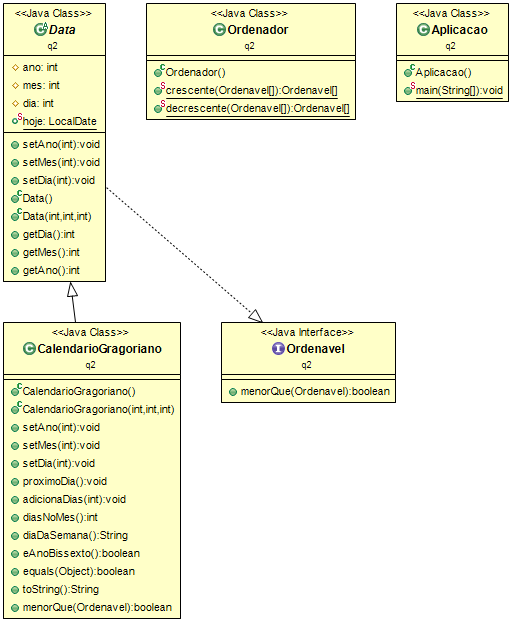 <<Java Class>>
Data
q2
ano: int
mes: int
dia: int
hoje: LocalDate
setAno(int):void
setMes(int):void
setDia(int):void
Data()
Data(int,int,int)
getDia():int
getMes():int
getAno():int
<<Java Class>>
Ordenador
q2
Ordenador()
crescente(Ordenavel[]):Ordenavel[]
decrescente(Ordenavel[]):Ordenavel[]
<<Java Class>>
Aplicacao
q2
Aplicacao()
main(String[]):void
<<Java Class>>
CalendarioGragoriano
q2
CalendarioGragoriano()
CalendarioGragoriano(int,int,int)
setAno(int):void
setMes(int):void
setDia(int):void
proximoDia():void
adicionaDias(int):void
diasNoMes():int
diaDaSemana():String
eAnoBissexto():boolean
equals(Object):boolean
toString():String
menorQue(Ordenavel):boolean
<<Java Interface>>
Ordenavel
q2
menorQue(Ordenavel):boolean